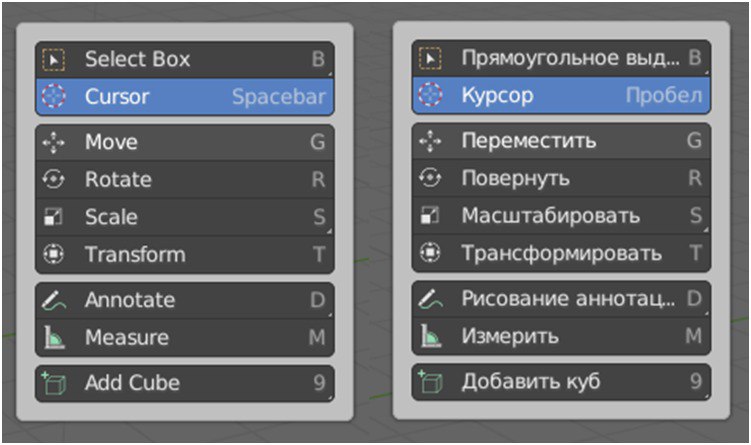 Select Box B
Cursor Spacebar
Move G
Rotate R
Scale S
Transform T
Annotate D
Measure M
Add Cube 9
Прямоугольное выд... B
Курсор Пробел
Переместить G
Повернуть R
Масштабировать S
Трансформировать T
Рисование аннотац... D
Измерить M
Добавить куб 9